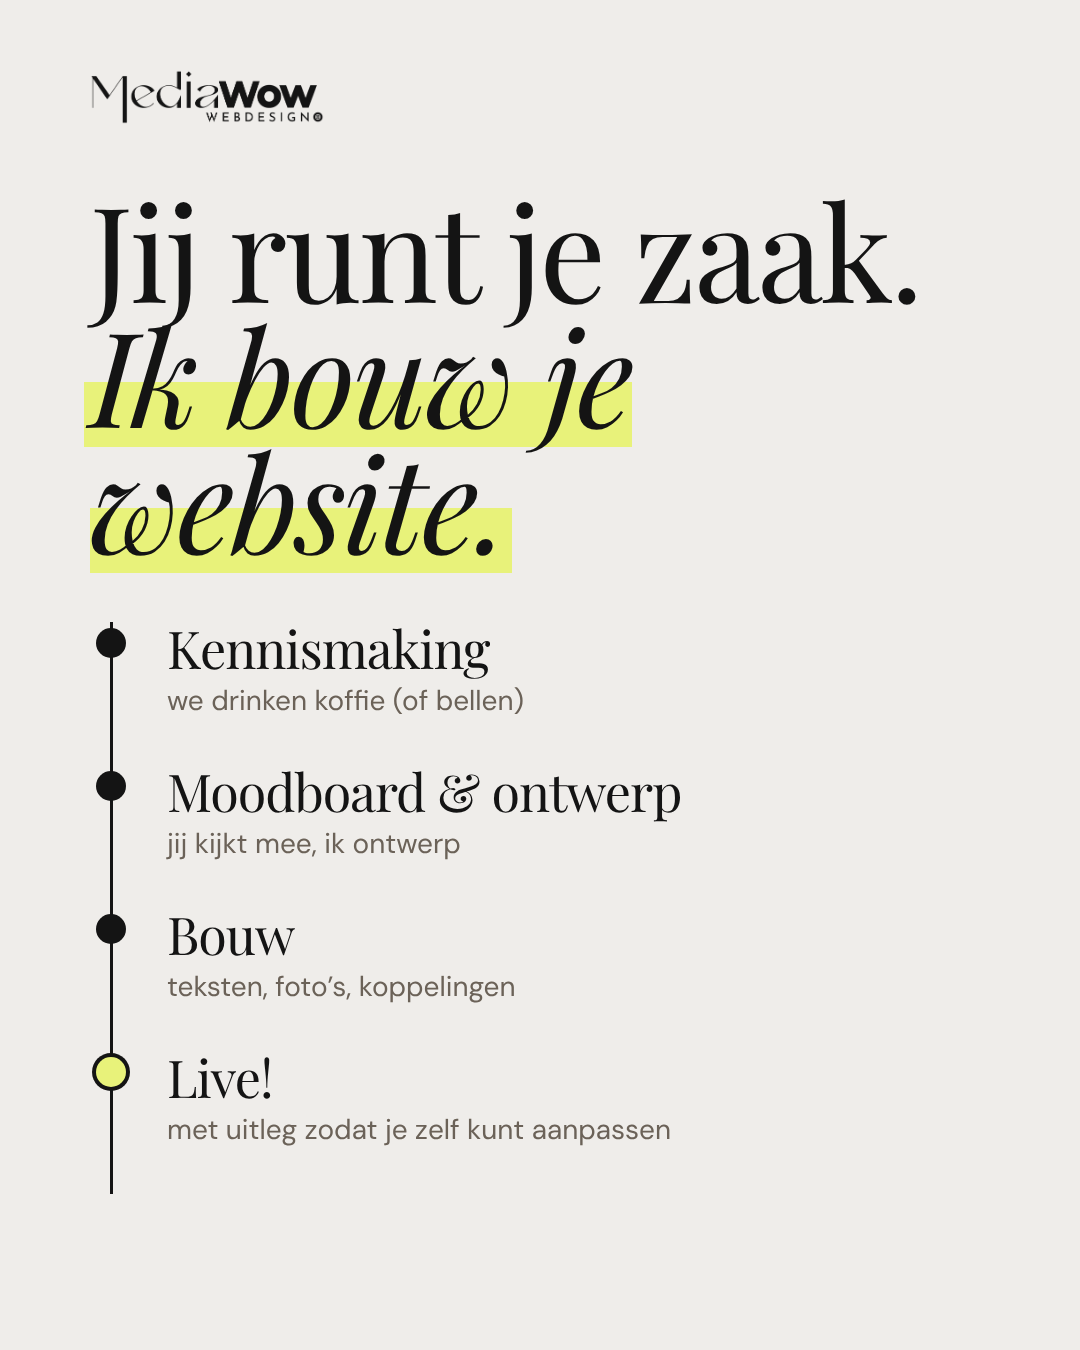 MediaWow
WEBDESIGN
Jij runt je zaak.
Ik bouw je
website.
Kennismaking
we drinken koffie (of bellen)
Moodboard & ontwerp
jij kijkt mee, ik ontwerp
Bouw
teksten, foto’s, koppelingen
Live!
met uitleg zodat je zelf kunt aanpassen